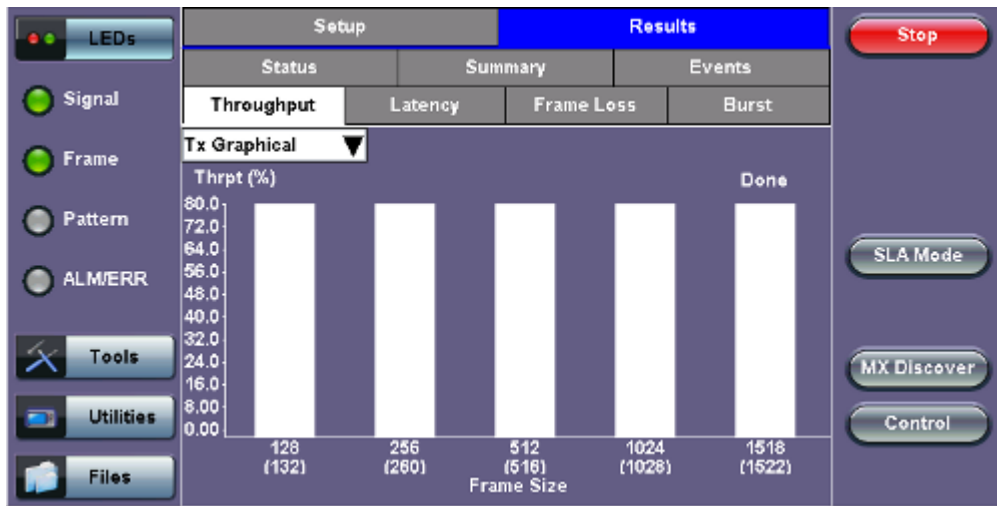 LEDs
Signal
Frame
Pattern
ALM/ERR
Tools
Utilities
Files
Setup Results
Status Summary Events
Throughput Latency Frame Loss Burst
Tx Graphical
Thrpt (%) Done
80.0
72.0
64.0
56.0
48.0
40.0
32.0
24.0
16.0
8.00
0.00
128 256 512 1024 1518
(132) (260) (516) (1028) (1522)
Frame Size
Stop
SLA Mode
MX Discover
Control